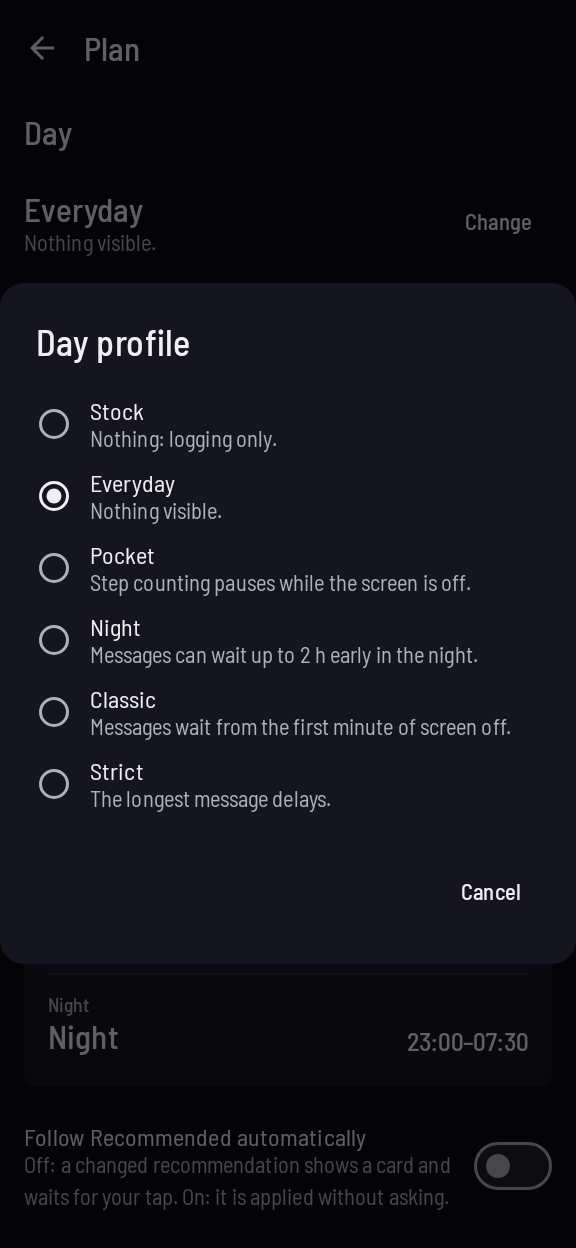 Plan
Day
Everyday
Change
Nothing visible.
Day profile
Stock
Nothing: logging only.
Everyday
Nothing visible.
Pocket
Step counting pauses while the screen is off.
Night
Messages can wait up to 2 h early in the night.
Classic
Messages wait from the first minute of screen off.
Strict
The longest message delays.
Cancel
Night
Night
23:00–07:30
Follow Recommended automatically
Off: a changed recommendation shows a card and
waits for your tap. On: it is applied without asking.